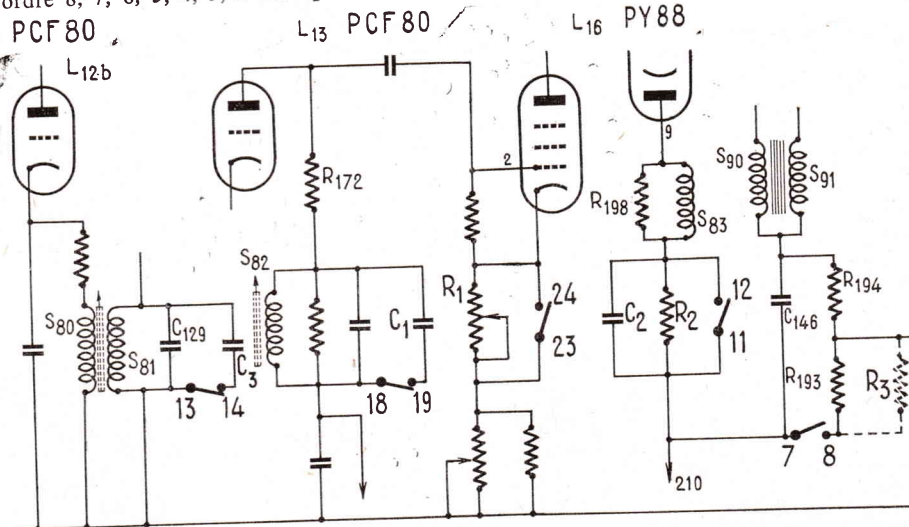 PCF80
L13 PCF80
L16 PY88
L12b
2
9
R172
R198
S83
S90
S91
S82
R1
24
23
C2
R2
12
11
C146
R194
S80
S81
C129
C3
C1
13 14
18 19
R193
R3
7 8
210